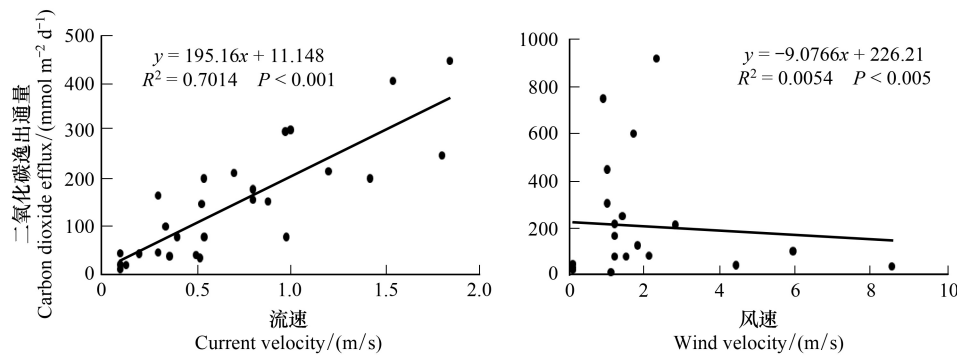 二氧化碳逸出通量
Carbon dioxide efflux/(mmol m⁻² d⁻¹)
500
400
300
200
100
0
y = 195.16x + 11.148
R² = 0.7014 P < 0.001
0 0.5 1.0 1.5 2.0
流速
Current velocity/(m/s)
1000
800
600
400
200
0
y = −9.0766x + 226.21
R² = 0.0054 P < 0.005
0 2 4 6 8 10
风速
Wind velocity/(m/s)